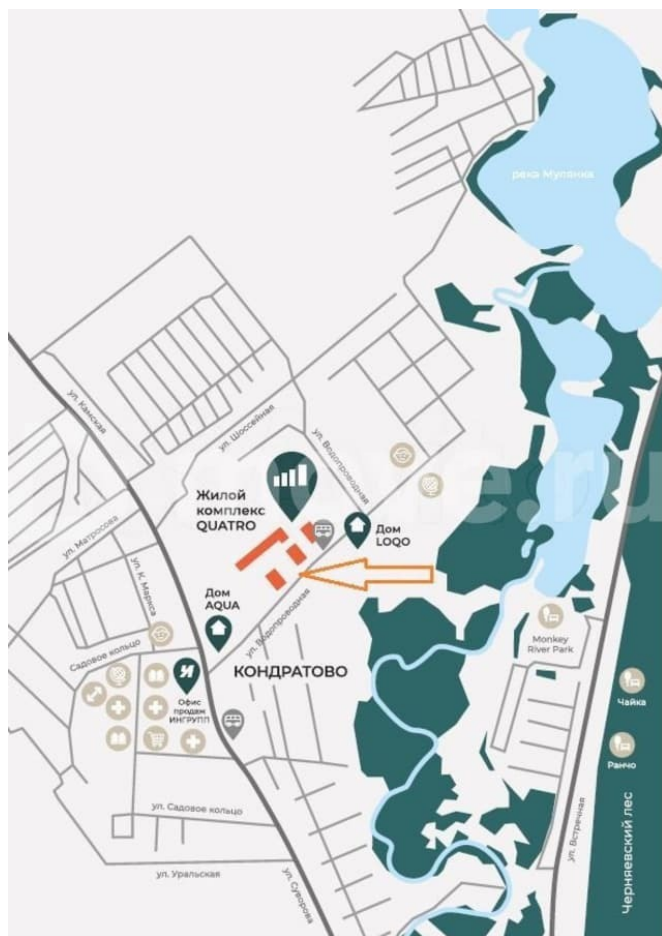 река Мулянка
ул. Камская
ул. Шоссейная
ул. Водопроводная
Жилой
комплекс
QUATRO
ул. Матросова
Дом
LOQO
ул. К. Маркса
Дом
AQUA
ул. Водопроводная
Садовое кольцо
КОНДРАТОВО
Monkey
River Park
Офис
продаж
ИНГРУПП
Чайка
Ранчо
ул. Садовое кольцо
ул. Уральская
ул. Суворова
ул. Встречная
Черняевский лес